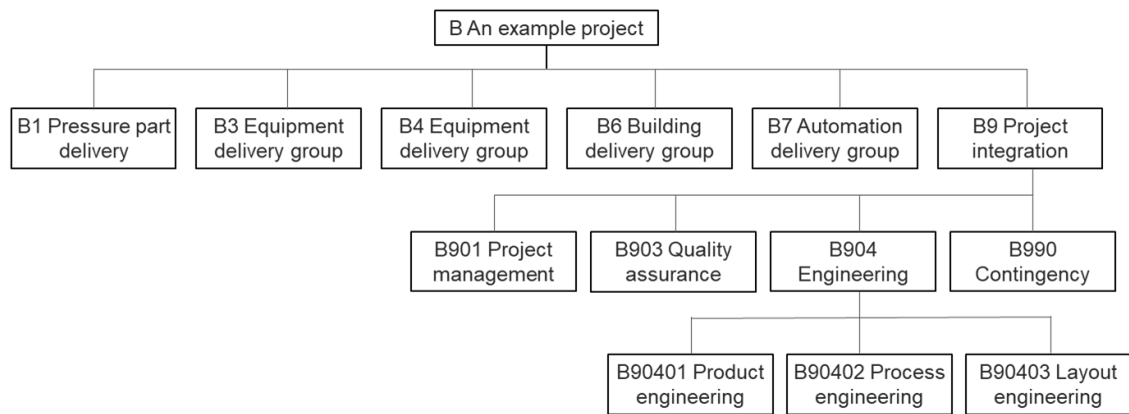 B An example project
B1 Pressure part
delivery
B3 Equipment
delivery group
B4 Equipment
delivery group
B6 Building
delivery group
B7 Automation
delivery group
B9 Project
integration
B901 Project
management
B903 Quality
assurance
B904
Engineering
B990
Contingency
B90401 Product
engineering
B90402 Process
engineering
B90403 Layout
engineering